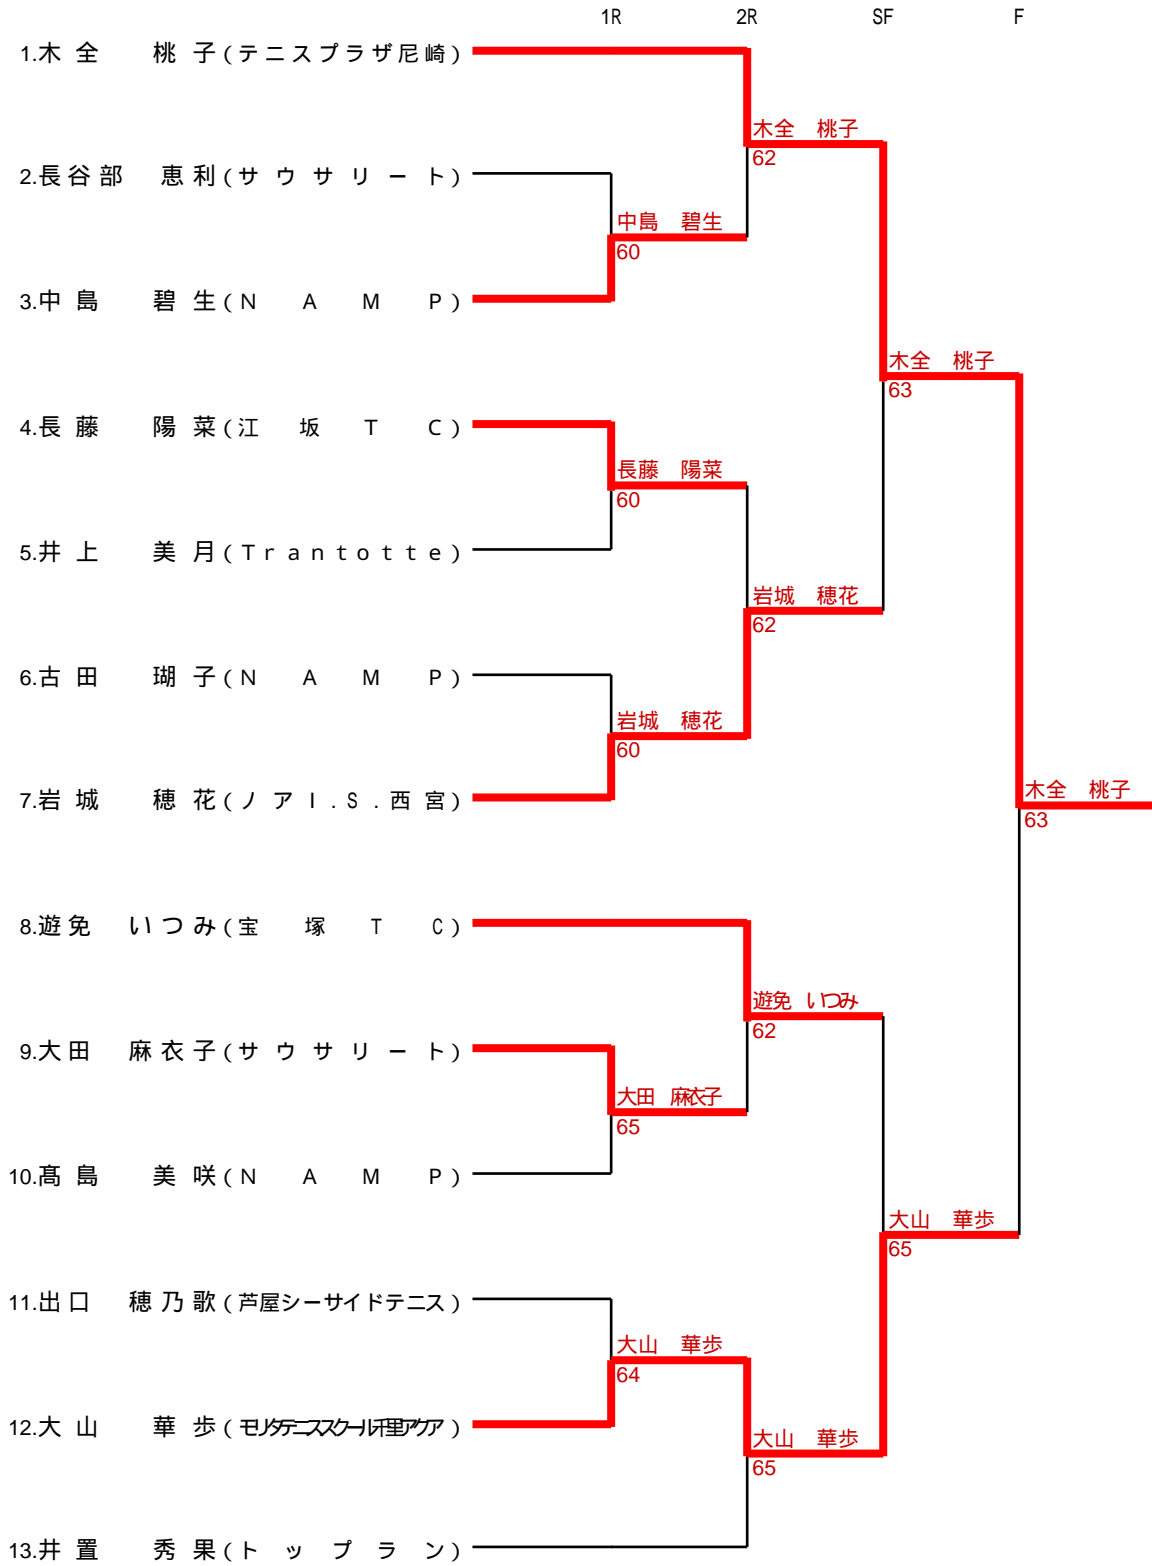 1R 2R SF F
1.木全 桃子(テニスプラザ尼崎)
木全 桃子
62
2.長谷部 恵利(サウサリート)
中島 碧生
60
3.中島 碧生(NAMP)
木全 桃子
63
4.長藤 陽菜(江坂TC)
長藤 陽菜
60
5.井上 美月(Trantotte)
岩城 穂花
62
6.古田 瑚子(NAMP)
岩城 穂花
60
7.岩城 穂花(ノアI.S.西宮)
木全 桃子
63
8.遊免 いつみ(宝塚TC)
遊免 いつみ
62
9.大田 麻衣子(サウサリート)
大田 麻衣子
65
10.髙島 美咲(NAMP)
大山 華歩
65
11.出口 穂乃歌(芦屋シーサイドテニス)
大山 華歩
64
12.大山 華歩(モリタテニススクール千里アクア)
大山 華歩
65
13.井置 秀果(トップラン)